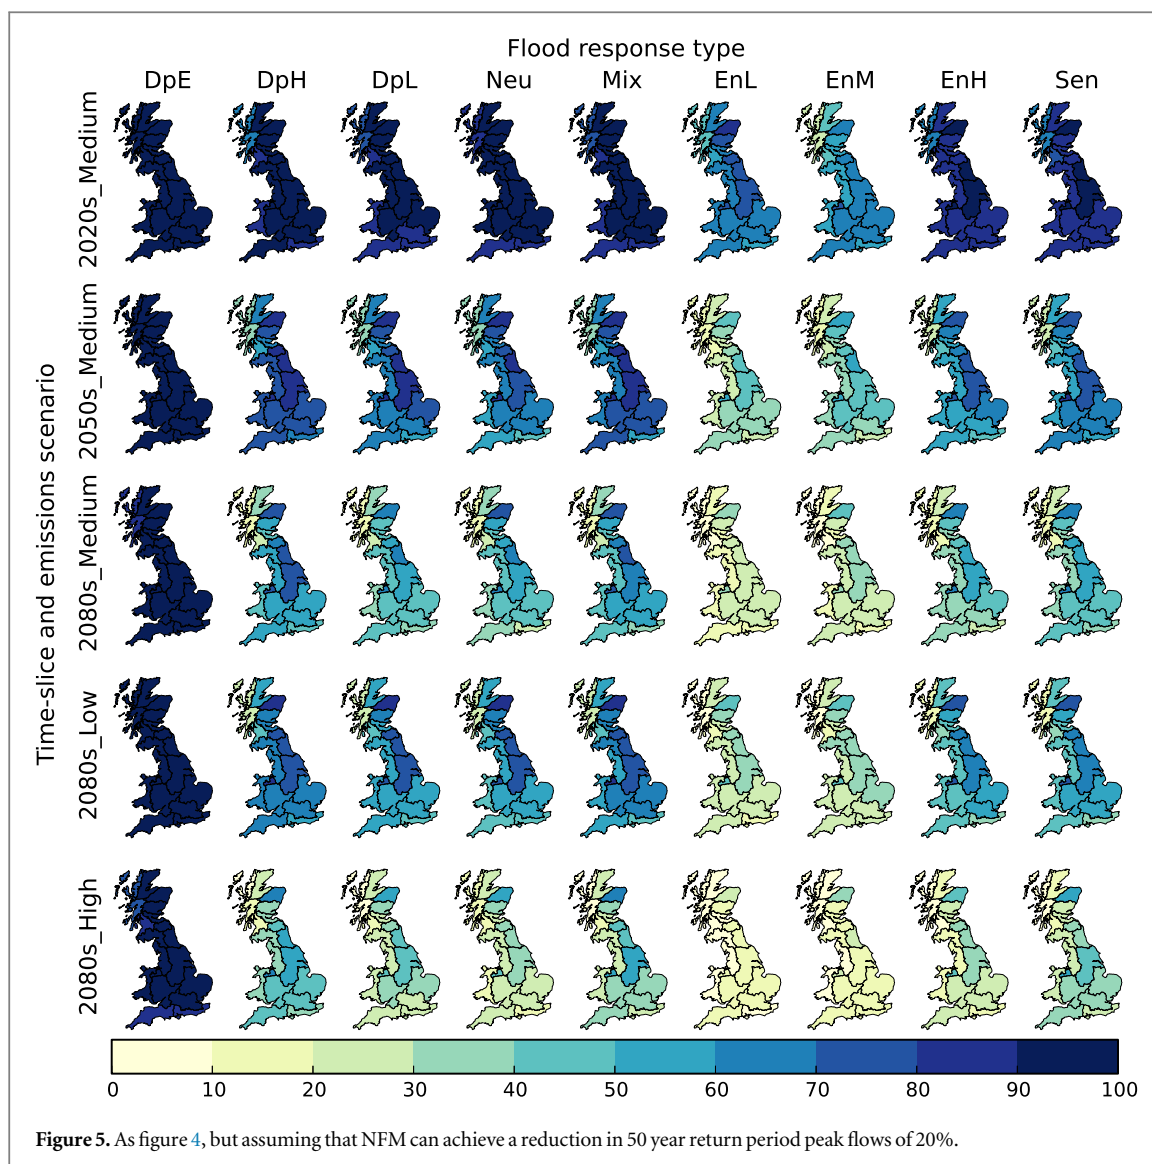 Flood response type
DpE DpH DpL Neu Mix EnL EnM EnH Sen
Time-slice and emissions scenario
2020s_Medium
2050s_Medium
2080s_Medium
2080s_Low
2080s_High
0 10 20 30 40 50 60 70 80 90 100
Figure 5. As figure 4, but assuming that NFM can achieve a reduction in 50 year return period peak flows of 20%.